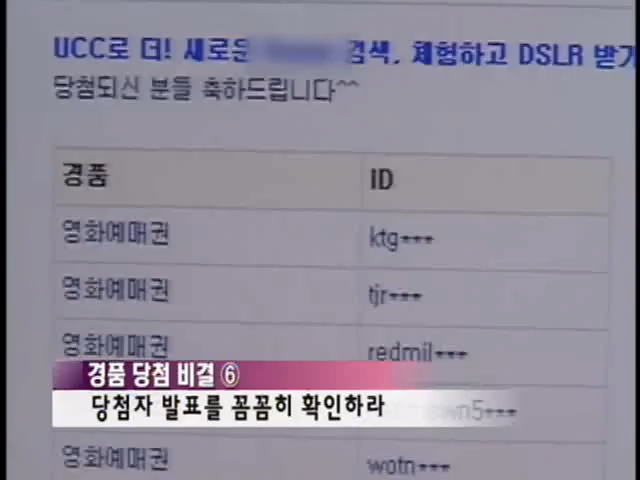 UCC로 더! 새로운 검색, 체험하고 DSLR 받기
당첨되신 분들 축하드립니다^^
경품 ID
영화예매권 ktg***
영화예매권 tjr***
영화예매권 redmil***
경품 당첨 비결 ⑥
당첨자 발표를 꼼꼼히 확인하라
영화예매권 wotn***